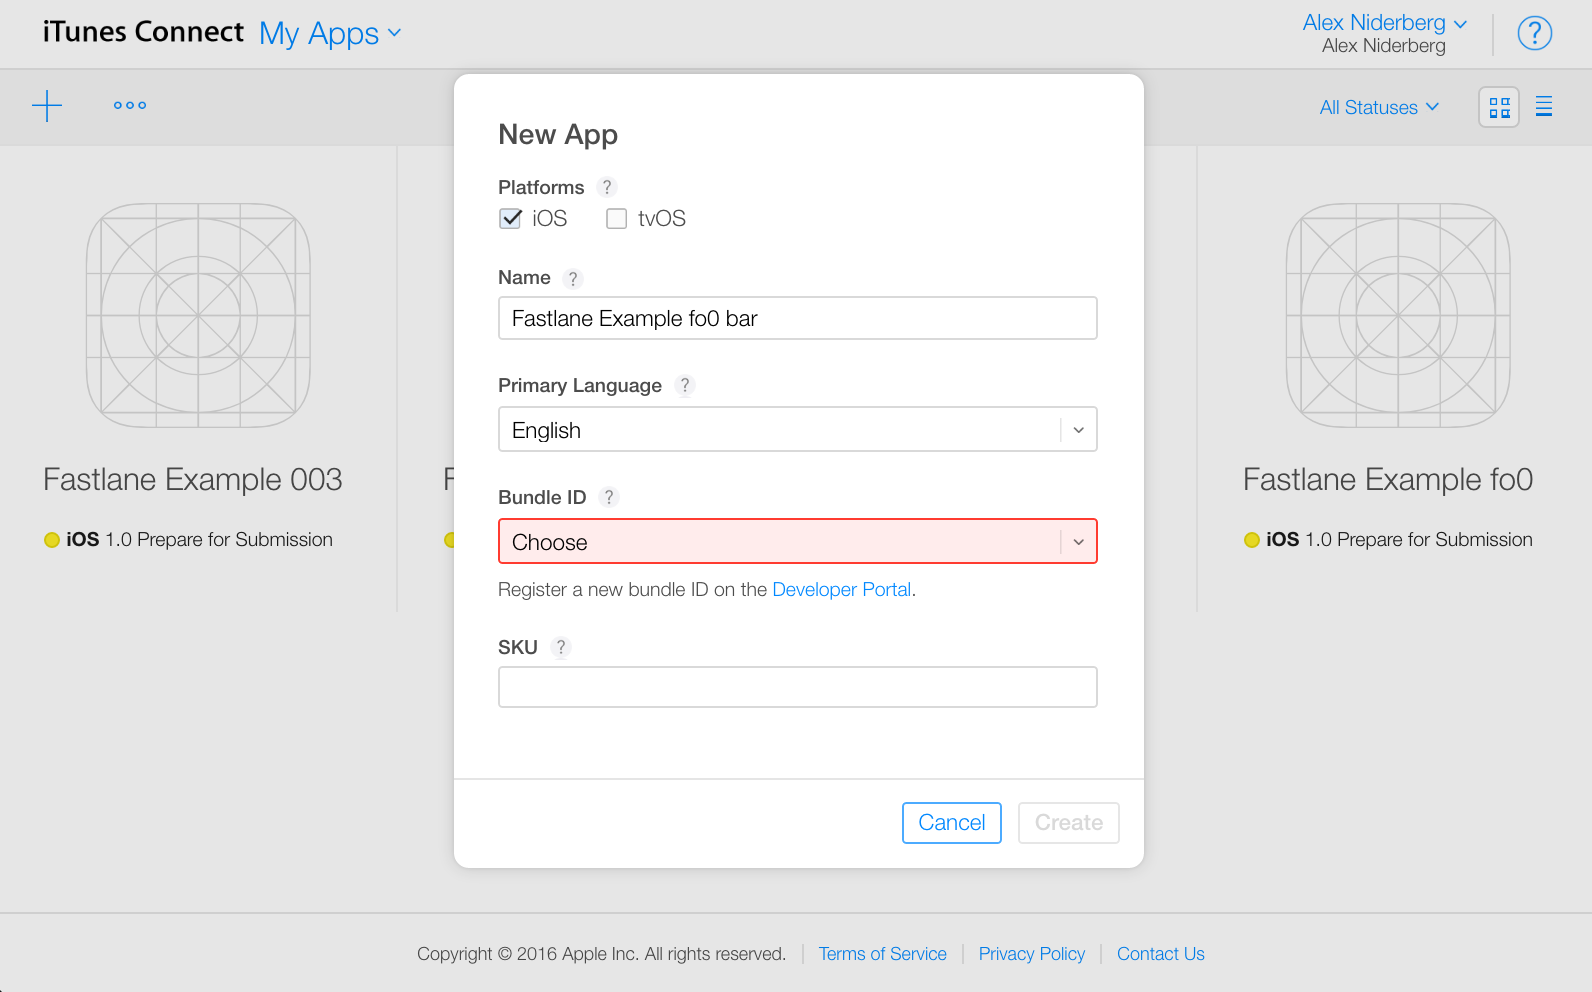 iTunes Connect My Apps
Alex Niderberg
Alex Niderberg
?
All Statuses
New App
Platforms ?
iOS tvOS
Name ?
Fastlane Example fo0 bar
Primary Language ?
English
Bundle ID ?
Choose
Register a new bundle ID on the Developer Portal.
SKU ?
Cancel Create
Fastlane Example 003
iOS 1.0 Prepare for Submission
F
Fastlane Example fo0
iOS 1.0 Prepare for Submission
Copyright © 2016 Apple Inc. All rights reserved. Terms of Service Privacy Policy Contact Us